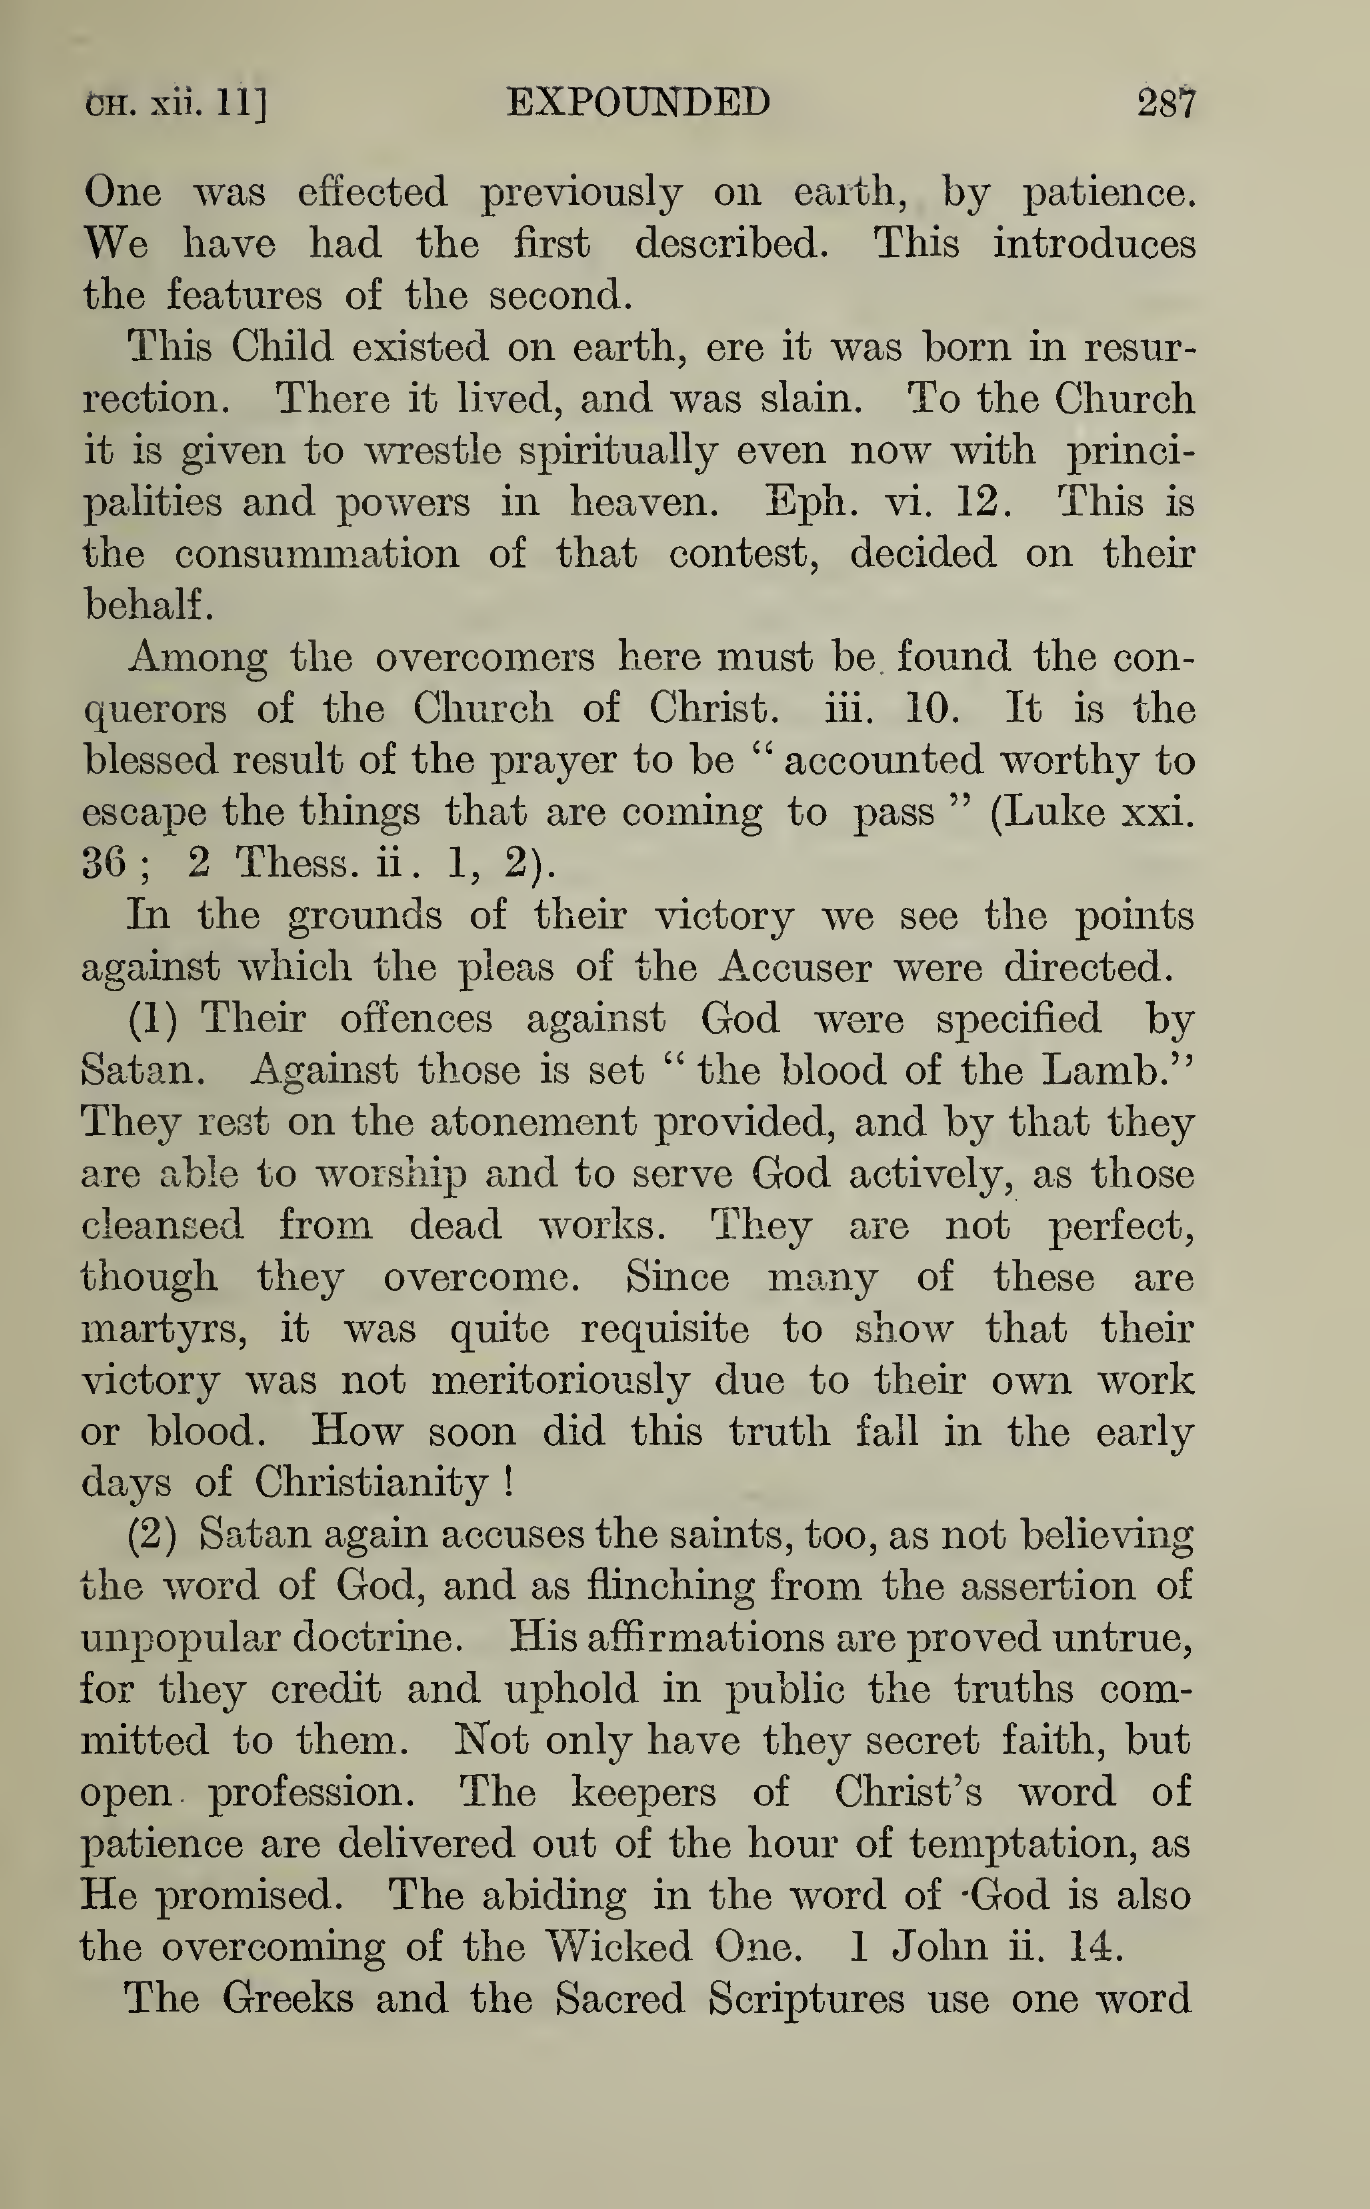 CH. xii. 11] EXPOUNDED 287
One was effected previously on earth, by patience.
We have had the first described. This introduces
the features of the second.
This Child existed on earth, ere it was born in resur-
rection. There it lived, and was slain. To the Church
it is given to wrestle spiritually even now with princi-
palities and powers in heaven. Eph. vi. 12. This is
the consummation of that contest, decided on their
behalf.
Among the overcomers here must be found the con-
querors of the Church of Christ. iii. 10. It is the
blessed result of the prayer to be “ accounted worthy to
escape the things that are coming to pass ” (Luke xxi.
36 ; 2 Thess. ii. 1, 2).
In the grounds of their victory we see the points
against which the pleas of the Accuser were directed.
(1) Their offences against God were specified by
Satan. Against those is set “ the blood of the Lamb.”
They rest on the atonement provided, and by that they
are able to worship and to serve God actively, as those
cleansed from dead works. They are not perfect,
though they overcome. Since many of these are
martyrs, it was quite requisite to show that their
victory was not meritoriously due to their own work
or blood. How soon did this truth fall in the early
days of Christianity !
(2) Satan again accuses the saints, too, as not believing
the word of God, and as flinching from the assertion of
unpopular doctrine. His affirmations are proved untrue,
for they credit and uphold in public the truths com-
mitted to them. Not only have they secret faith, but
open profession. The keepers of Christ’s word of
patience are delivered out of the hour of temptation, as
He promised. The abiding in the word of God is also
the overcoming of the Wicked One. 1 John ii. 14.
The Greeks and the Sacred Scriptures use one word